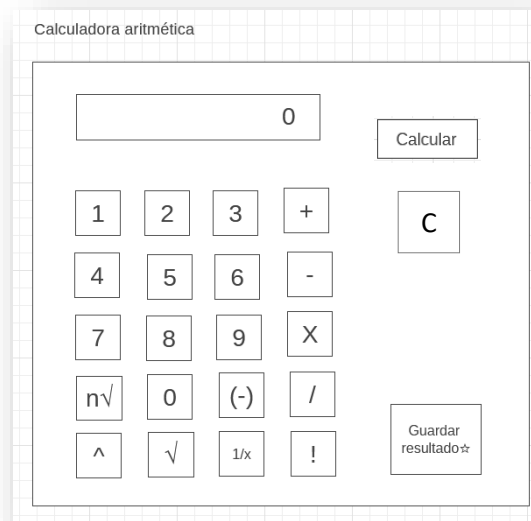 Calculadora aritmética
0
Calcular
1 2 3 +
C
4 5 6 -
7 8 9 X
n√ 0 (-) /
^ √ 1/x !
Guardar
resultado☆